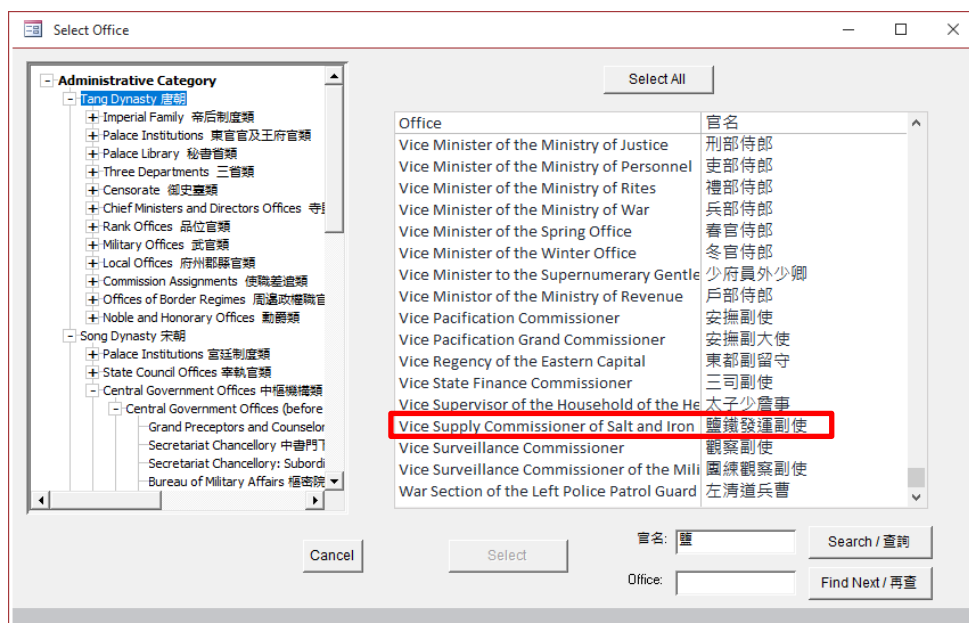 Select Office
Administrative Category
Tang Dynasty 唐朝
Imperial Family 帝后制度類
Palace Institutions 東宮官及王府官類
Palace Library 秘書省類
Three Departments 三省類
Censorate 御史臺類
Chief Ministers and Directors Offices
Rank Offices 品位官類
Military Offices 武官類
Local Offices 府州郡縣官類
Commission Assignments 使職差遣類
Offices of Border Regimes 周邊政權職官
Noble and Honorary Offices 勳爵類
Song Dynasty 宋朝
Palace Institutions 宮廷制度類
State Council Offices 宰執官類
Central Government Offices 中樞機構類
Central Government Offices (before
Grand Preceptors and Counselor
Secretariat Chancellory 中書門下
Secretariat Chancellory: Subordi
Bureau of Military Affairs 樞密院
Select All
Office 官名
Vice Minister of the Ministry of Justice 刑部侍郎
Vice Minister of the Ministry of Personnel 吏部侍郎
Vice Minister of the Ministry of Rites 禮部侍郎
Vice Minister of the Ministry of War 兵部侍郎
Vice Minister of the Spring Office 春官侍郎
Vice Minister of the Winter Office 冬官侍郎
Vice Minister to the Supernumerary Gentle 少府員外少卿
Vice Ministor of the Ministry of Revenue 戶部侍郎
Vice Pacification Commissioner 安撫副使
Vice Pacification Grand Commissioner 安撫副大使
Vice Regency of the Eastern Capital 東都副留守
Vice State Finance Commissioner 三司副使
Vice Supervisor of the Household of the He 太子少詹事
Vice Supply Commissioner of Salt and Iron 鹽鐵發運副使
Vice Surveillance Commissioner 觀察副使
Vice Surveillance Commissioner of the Mili 團練觀察副使
War Section of the Left Police Patrol Guard 左清道兵曹
Cancel
Select
官名: 鹽
Search / 查詢
Office:
Find Next / 再查